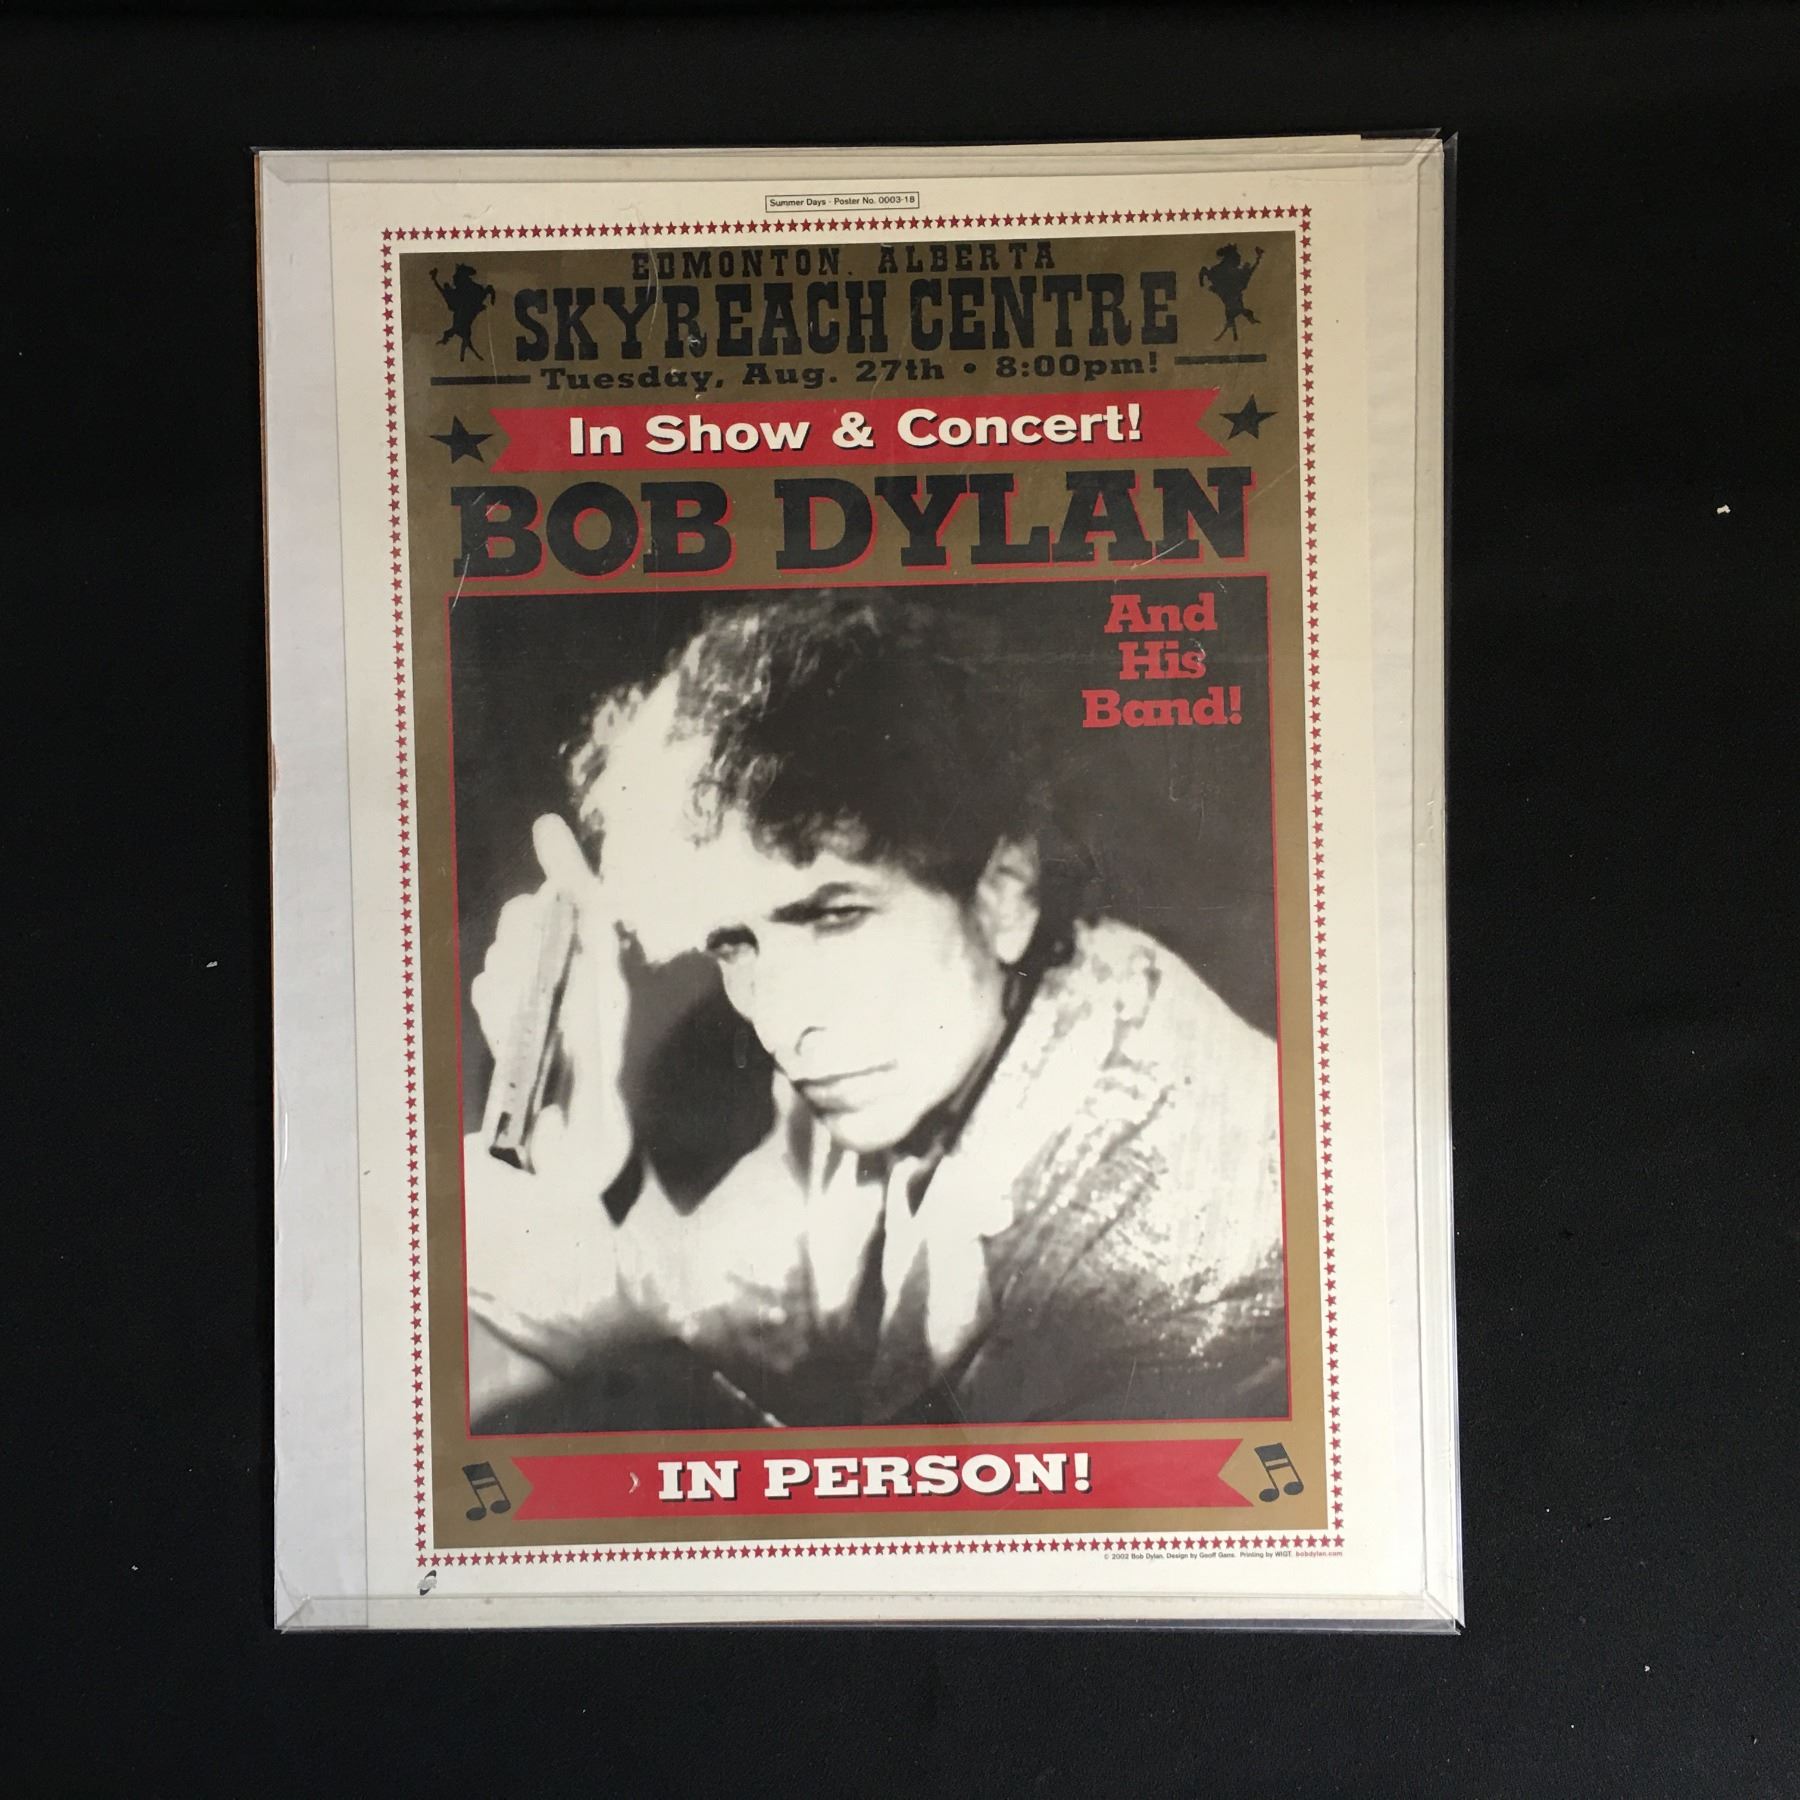 Summer Days - Poster No. 0003-18
EDMONTON, ALBERTA
SKYREACH CENTRE
Tuesday, Aug. 27th • 8:00pm!
In Show & Concert!
BOB DYLAN
And
His
Band!
IN PERSON!
© 2002 Bob Dylan. Design by Geoff Gans. Printing by WIGT. bobdylan.com